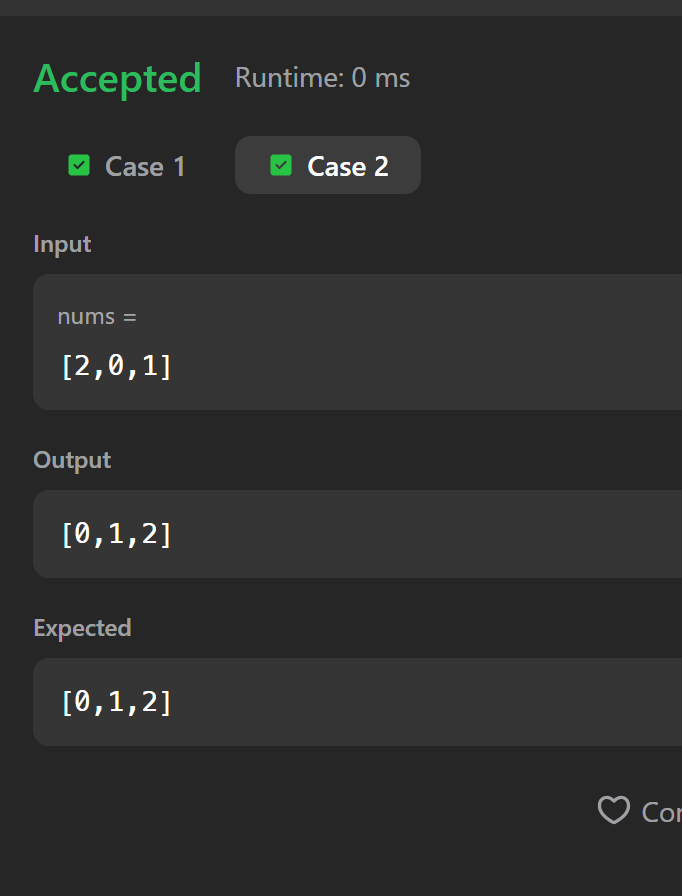 Accepted Runtime: 0 ms
Case 1 Case 2
Input
nums =
[2,0,1]
Output
[0,1,2]
Expected
[0,1,2]